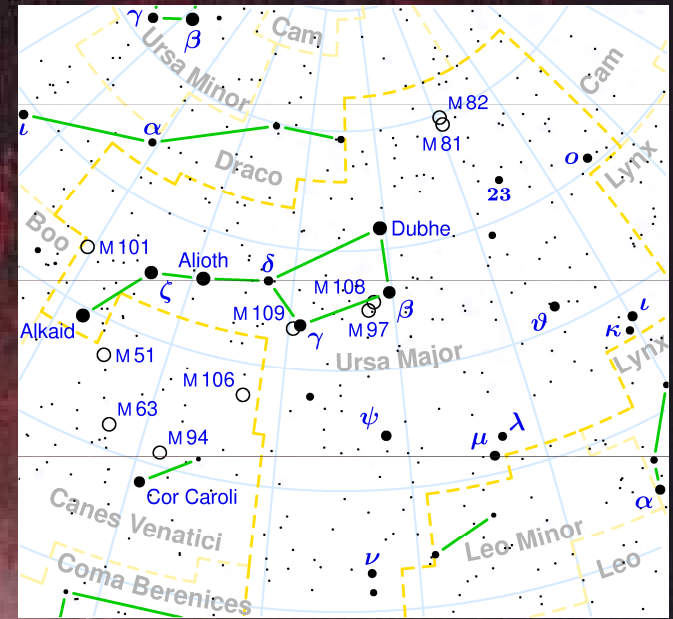 γ
β
Cam
Ursa Minor
Cam
M 82
M 81
ι
α
Draco
ο
Lynx
23
Boo
M 101
Dubhe
Alioth
δ
ζ
M 108
β
M 109
γ
M 97
Alkaid
ϑ
ι
κ
Ursa Major
Lynx
M 51
M 106
M 63
M 94
ψ
μ
λ
Cor Caroli
α
Canes Venatici
Leo Minor
Leo
ν
Coma Berenices